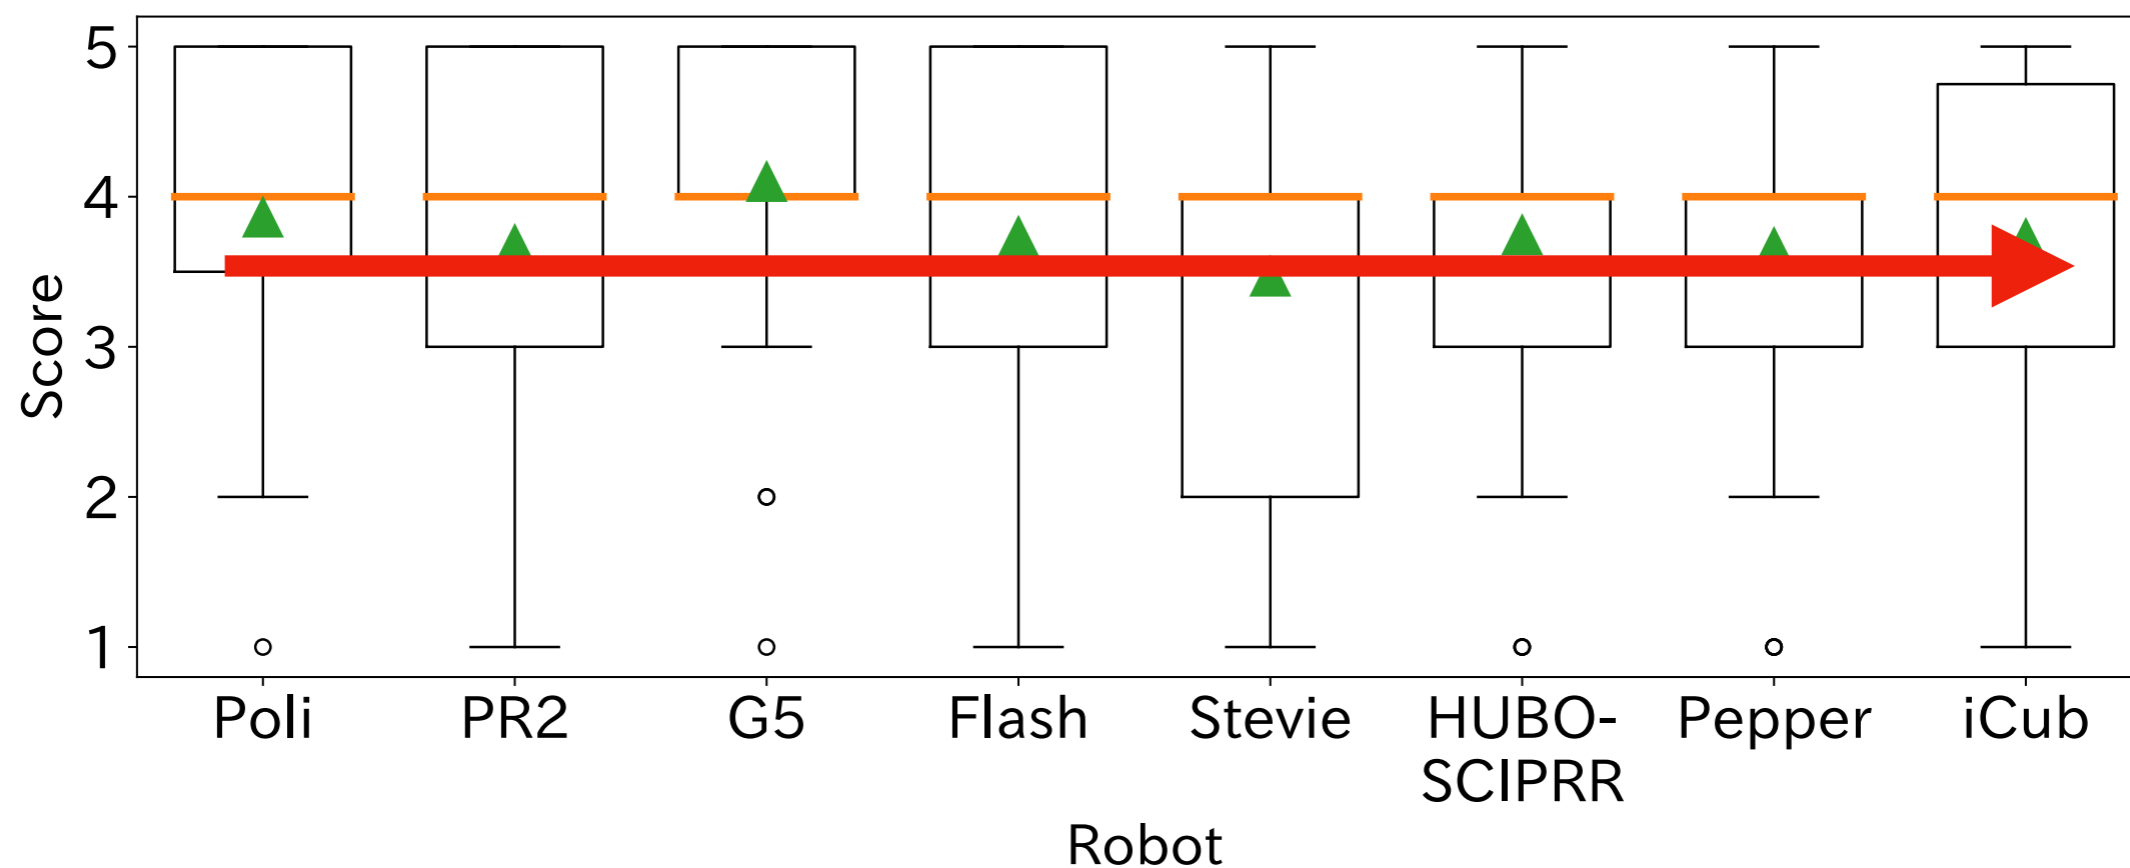 Score
5
4
3
2
1
Poli PR2 G5 Flash Stevie HUBO- Pepper iCub
SCIPRR
Robot